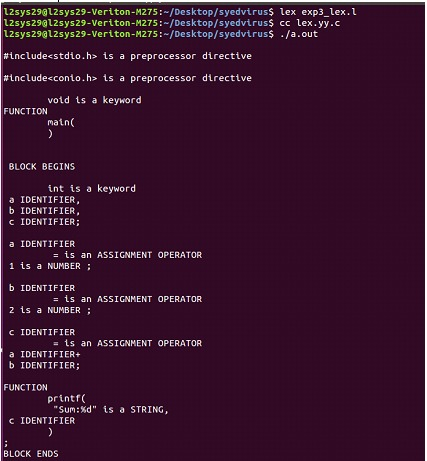 l2sys29@l2sys29-Veriton-M275:~/Desktop/syedvirus$ lex exp3_lex.l
l2sys29@l2sys29-Veriton-M275:~/Desktop/syedvirus$ cc lex.yy.c
l2sys29@l2sys29-Veriton-M275:~/Desktop/syedvirus$ ./a.out
#include<stdio.h> is a preprocessor directive
#include<conio.h> is a preprocessor directive
void is a keyword
FUNCTION
main(
)
BLOCK BEGINS
int is a keyword
a IDENTIFIER,
b IDENTIFIER,
c IDENTIFIER;
a IDENTIFIER
= is an ASSIGNMENT OPERATOR
1 is a NUMBER ;
b IDENTIFIER
= is an ASSIGNMENT OPERATOR
2 is a NUMBER ;
c IDENTIFIER
= is an ASSIGNMENT OPERATOR
a IDENTIFIER+
b IDENTIFIER;
FUNCTION
printf(
"Sum:%d" is a STRING,
c IDENTIFIER
)
;
BLOCK ENDS